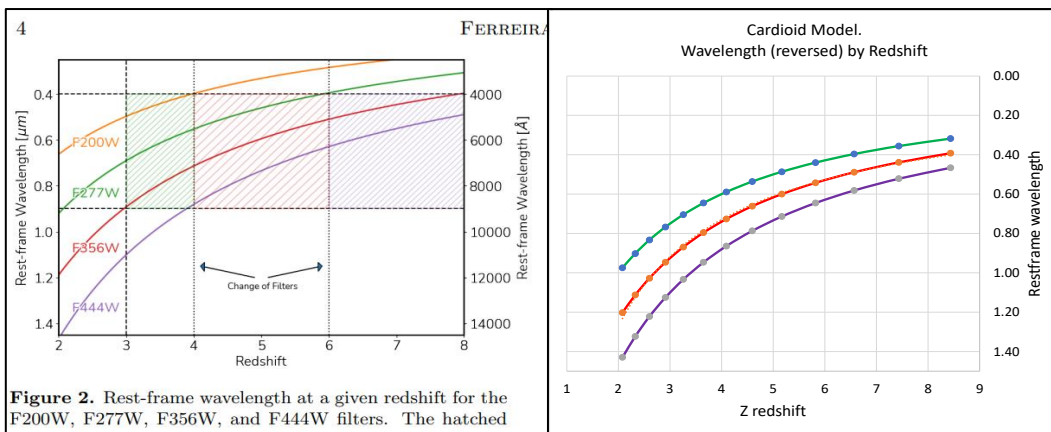 4
FERREIRA
Rest-frame Wavelength [μm]
0.4
0.6
0.8
1.0
1.2
1.4
F200W
F277W
F356W
F444W
Change of Filters
4000
6000
8000
10000
12000
14000
Rest-frame Wavelength [Å]
2
3
4
5
6
7
8
Redshift
Figure 2. Rest-frame wavelength at a given redshift for the
F200W, F277W, F356W, and F444W filters. The hatched
Cardioid Model.
Wavelength (reversed) by Redshift
0.00
0.20
0.40
0.60
0.80
1.00
1.20
1.40
Restframe wavelength
1
2
3
4
5
6
7
8
9
Z redshift